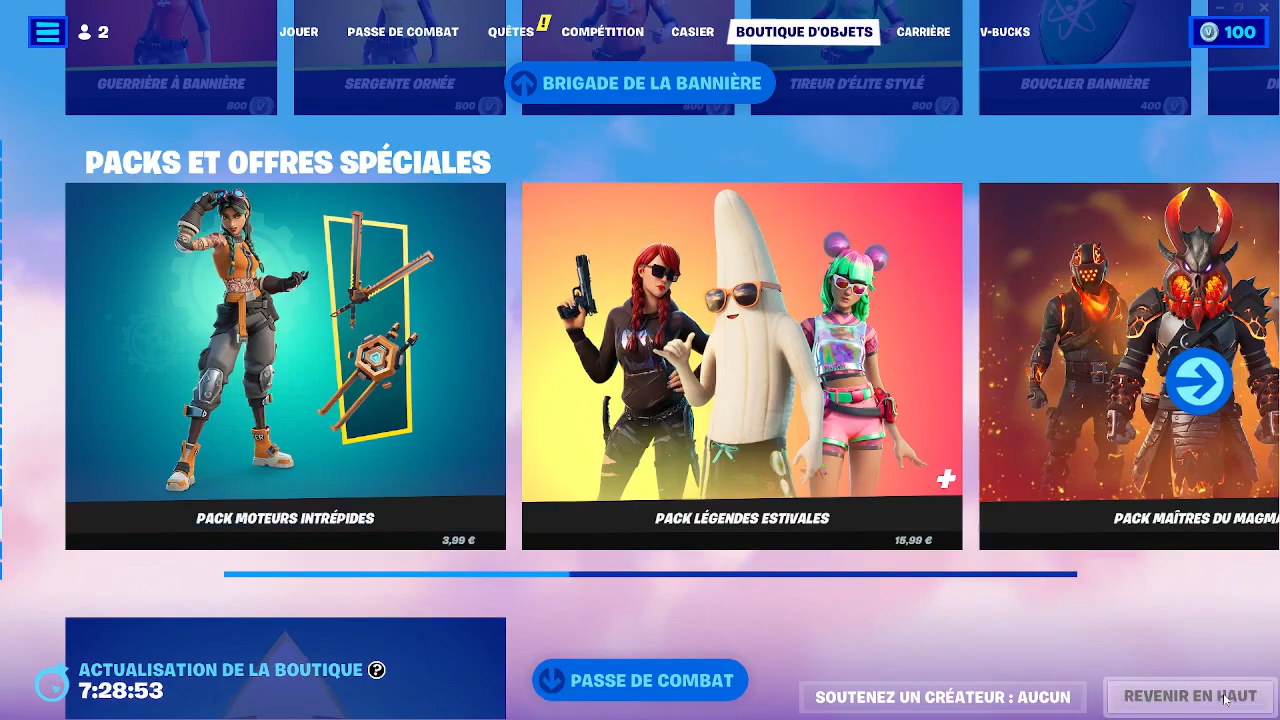 2
JOUER
PASSE DE COMBAT
QUÊTES
COMPÉTITION
CASIER
BOUTIQUE D'OBJETS
CARRIÈRE
V-BUCKS
100
GUERRIÈRE À BANNIÈRE
800
SERGENTE ORNÉE
800
BRIGADE DE LA BANNIÈRE
800
TIREUR D'ÉLITE STYLÉ
800
BOUCLIER BANNIÈRE
400
PACKS ET OFFRES SPÉCIALES
PACK MOTEURS INTRÉPIDES
3,99 €
PACK LÉGENDES ESTIVALES
15,99 €
PACK MAÎTRES DU MAGMA
ACTUALISATION DE LA BOUTIQUE ?
7:28:53
PASSE DE COMBAT
SOUTENEZ UN CRÉATEUR : AUCUN
REVENIR EN HAUT